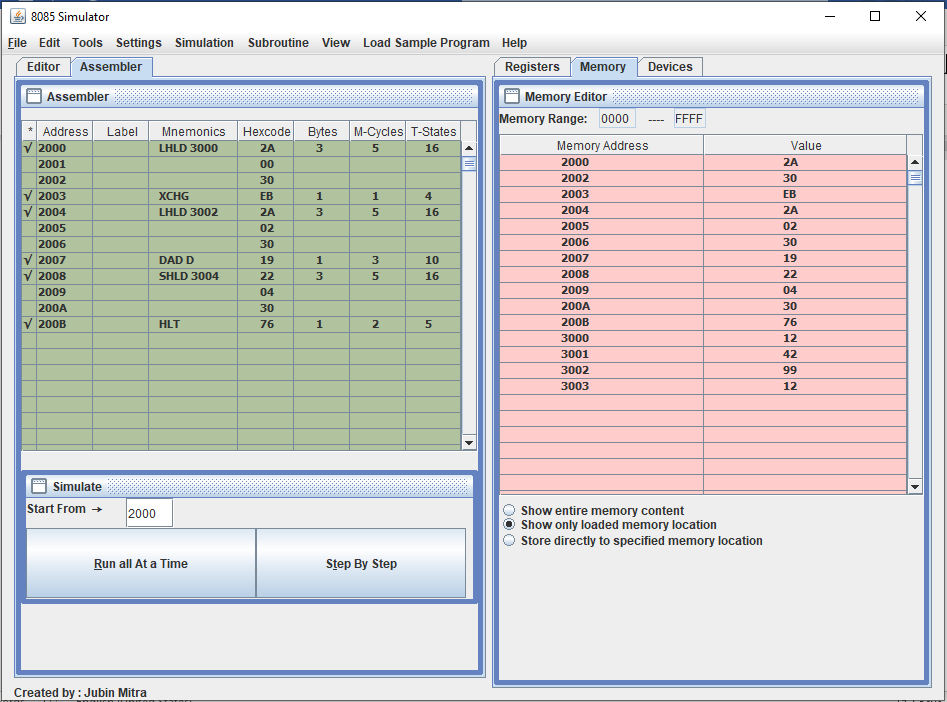 8085 Simulator
File Edit Tools Settings Simulation Subroutine View Load Sample Program Help
Editor Assembler
Assembler
* Address Label Mnemonics Hexcode Bytes M-Cycles T-States
√ 2000 LHLD 3000 2A 3 5 16
2001 00
2002 30
√ 2003 XCHG EB 1 1 4
√ 2004 LHLD 3002 2A 3 5 16
2005 02
2006 30
√ 2007 DAD D 19 1 3 10
√ 2008 SHLD 3004 22 3 5 16
2009 04
200A 30
√ 200B HLT 76 1 2 5
Simulate
Start From → 2000
Run all At a Time Step By Step
Registers Memory Devices
Memory Editor
Memory Range: 0000 ---- FFFF
Memory Address Value
2000 2A
2002 30
2003 EB
2004 2A
2005 02
2006 30
2007 19
2008 22
2009 04
200A 30
200B 76
3000 12
3001 42
3002 99
3003 12
Show entire memory content
Show only loaded memory location
Store directly to specified memory location
Created by : Jubin Mitra